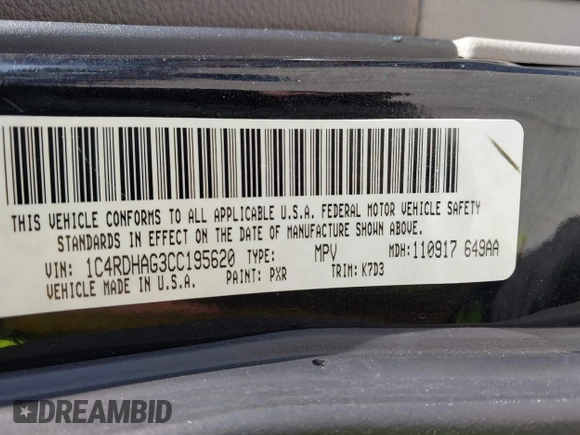 THIS VEHICLE CONFORMS TO ALL APPLICABLE U.S.A. FEDERAL MOTOR VEHICLE SAFETY
STANDARDS IN EFFECT ON THE DATE OF MANUFACTURE SHOWN ABOVE.
VIN: 1C4RDHAG3CC195620 TYPE: MPV MDH: 110917 649AA
VEHICLE MADE IN U.S.A. PAINT: PXR TRIM: K7D3
DREAMBID